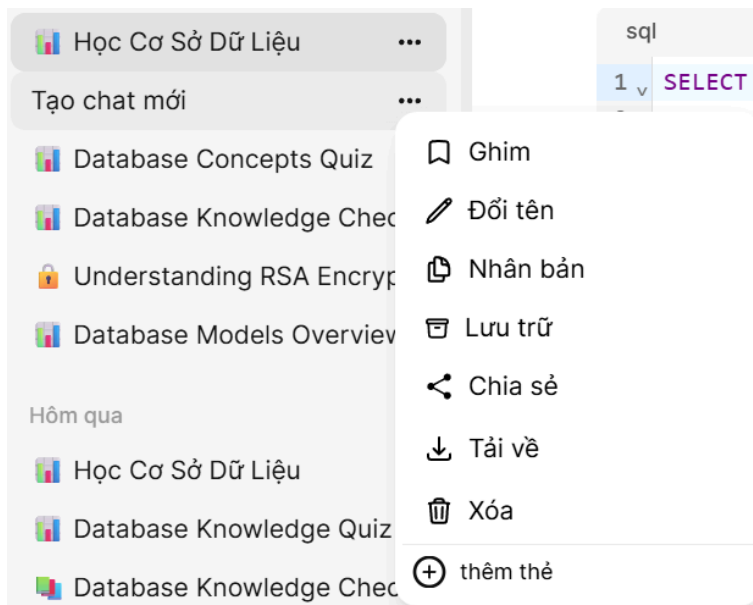 Học Cơ Sở Dữ Liệu
Tạo chat mới
Database Concepts Quiz
Database Knowledge Chec
Understanding RSA Encryp
Database Models Overview
Hôm qua
Học Cơ Sở Dữ Liệu
Database Knowledge Quiz
Database Knowledge Chec
sql
1 SELECT
Ghim
Đổi tên
Nhân bản
Lưu trữ
Chia sẻ
Tải về
Xóa
thêm thẻ